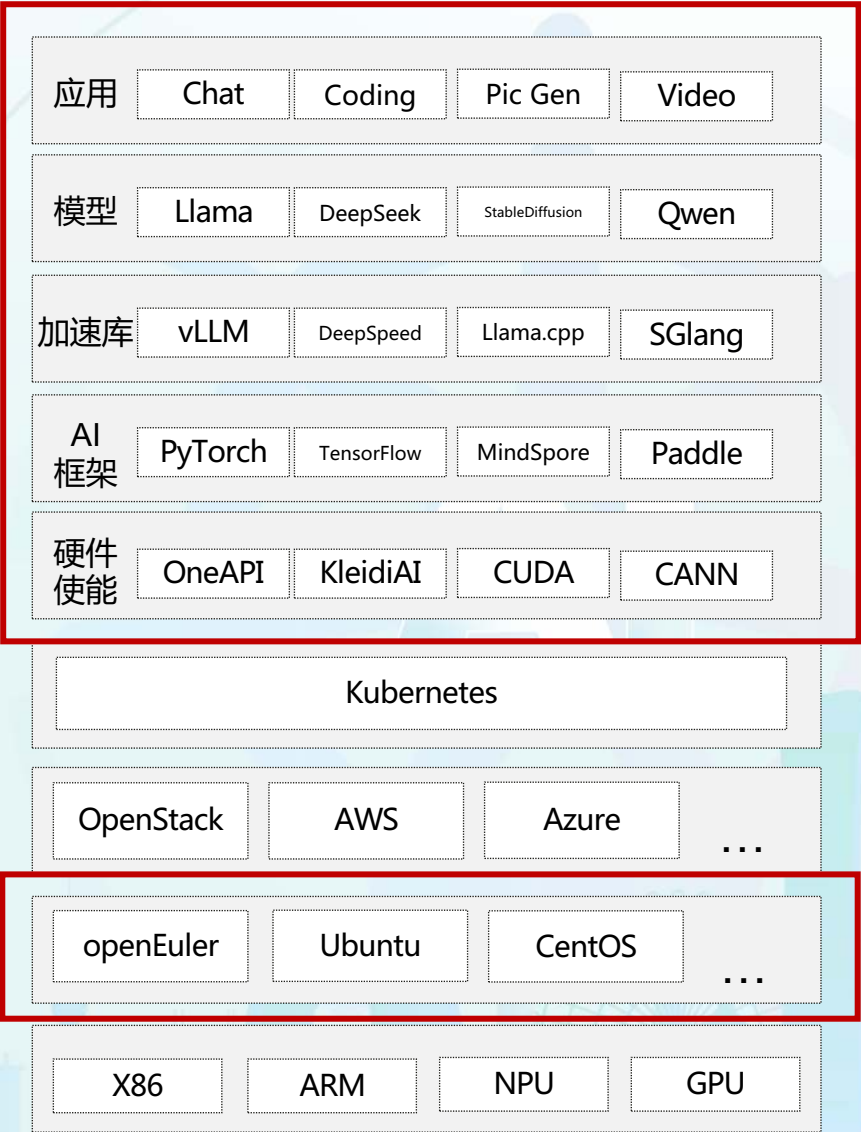 应用 Chat Coding Pic Gen Video
模型 Llama DeepSeek StableDiffusion Qwen
加速库 vLLM DeepSpeed Llama.cpp SGlang
AI
框架 PyTorch TensorFlow MindSpore Paddle
硬件
使能 OneAPI KleidiAI CUDA CANN
Kubernetes
OpenStack AWS Azure ...
openEuler Ubuntu CentOS ...
X86 ARM NPU GPU